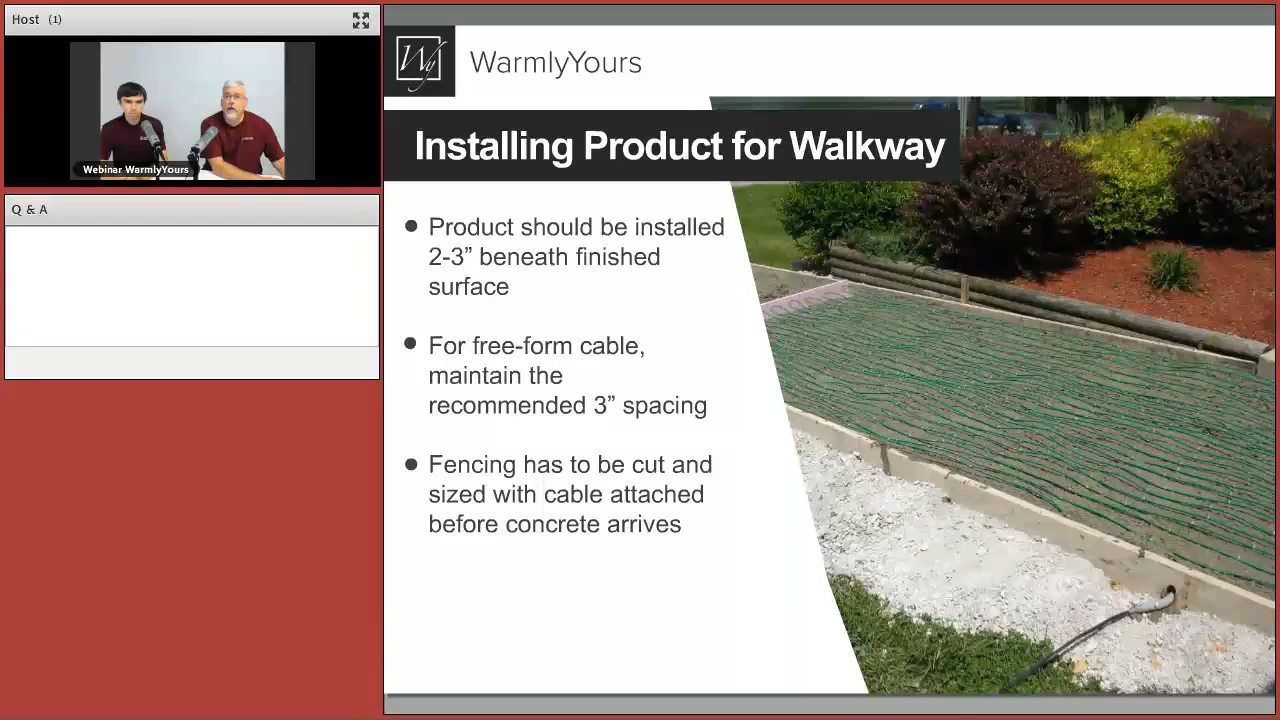 Host (1)
Webinar WarmlyYours
Q & A
Wy
WarmlyYours
Installing Product for Walkway
● Product should be installed
2-3” beneath finished
surface
● For free-form cable,
maintain the
recommended 3” spacing
● Fencing has to be cut and
sized with cable attached
before concrete arrives